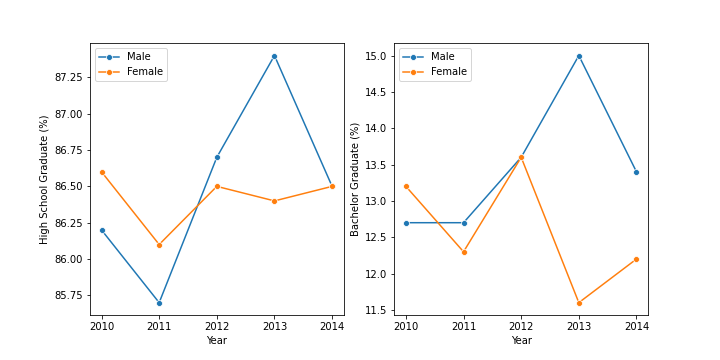 Male
Female
87.25
87.00
86.75
86.50
86.25
86.00
85.75
High School Graduate (%)
2010 2011 2012 2013 2014
Year
Male
Female
15.0
14.5
14.0
13.5
13.0
12.5
12.0
11.5
Bachelor Graduate (%)
2010 2011 2012 2013 2014
Year